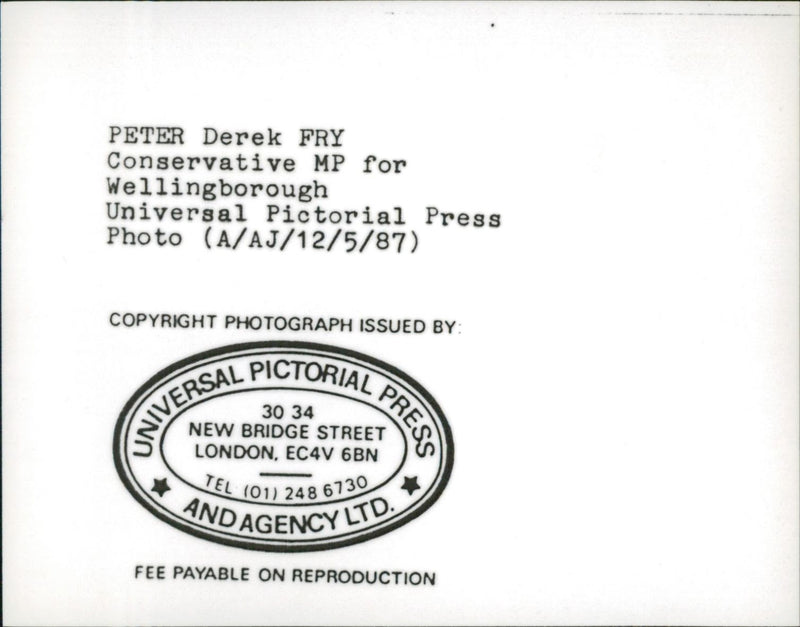 PETER Derek FRY
Conservative MP for
Wellingborough
Universal Pictorial Press
Photo (A/AJ/12/5/87)
COPYRIGHT PHOTOGRAPH ISSUED BY:
UNIVERSAL PICTORIAL PRESS
30 34
NEW BRIDGE STREET
LONDON, EC4V 6BN
TEL (01) 248 6730
AND AGENCY LTD.
FEE PAYABLE ON REPRODUCTION